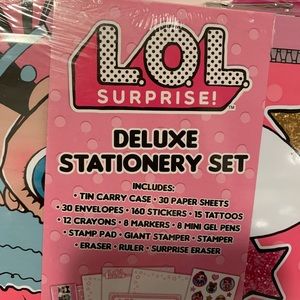 L.O.L.
SURPRISE!
TM
DELUXE
STATIONERY SET
INCLUDES:
• TIN CARRY CASE • 30 PAPER SHEETS
• 30 ENVELOPES • 160 STICKERS • 15 TATTOOS
• 12 CRAYONS • 8 MARKERS • 8 MINI GEL PENS
• STAMP PAD • GIANT STAMPER • STAMPER
• ERASER • RULER • SURPRISE ERASER